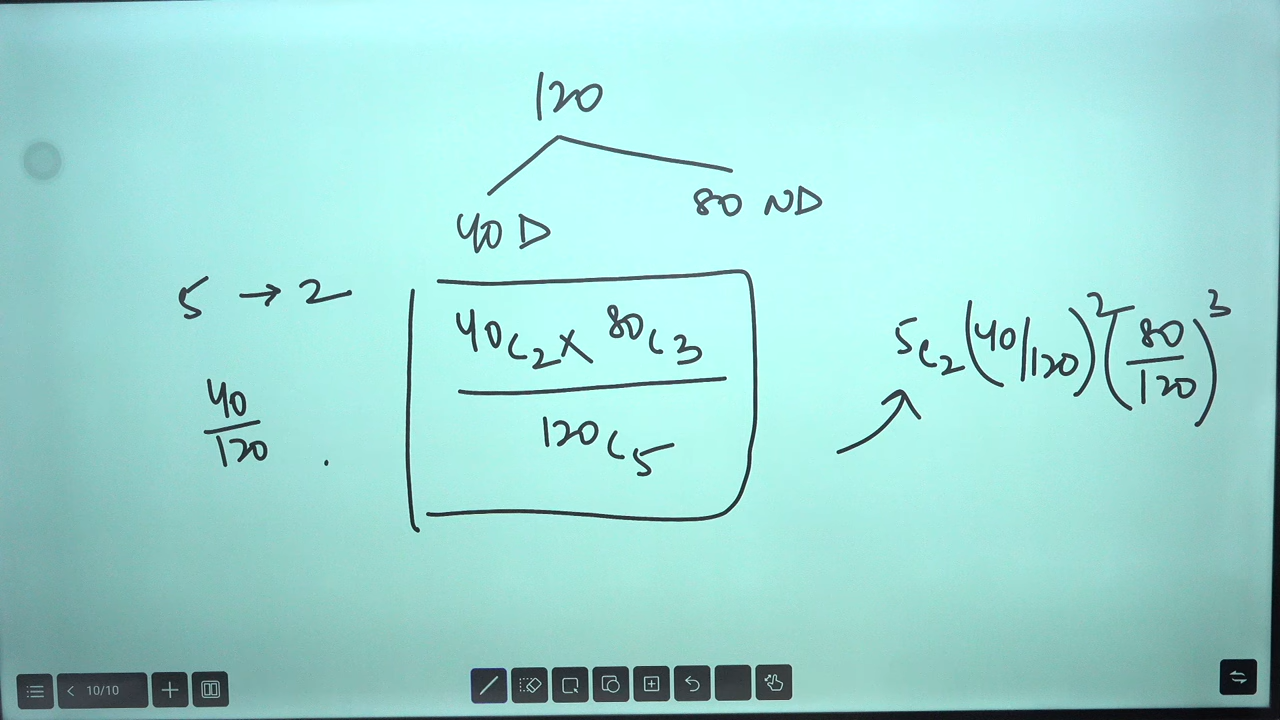 120
40 D
80 ND
5 → 2
40C2 X 80C3
120C5
40
120
5C2 (40/120)^2 (80/120)^3
10/10